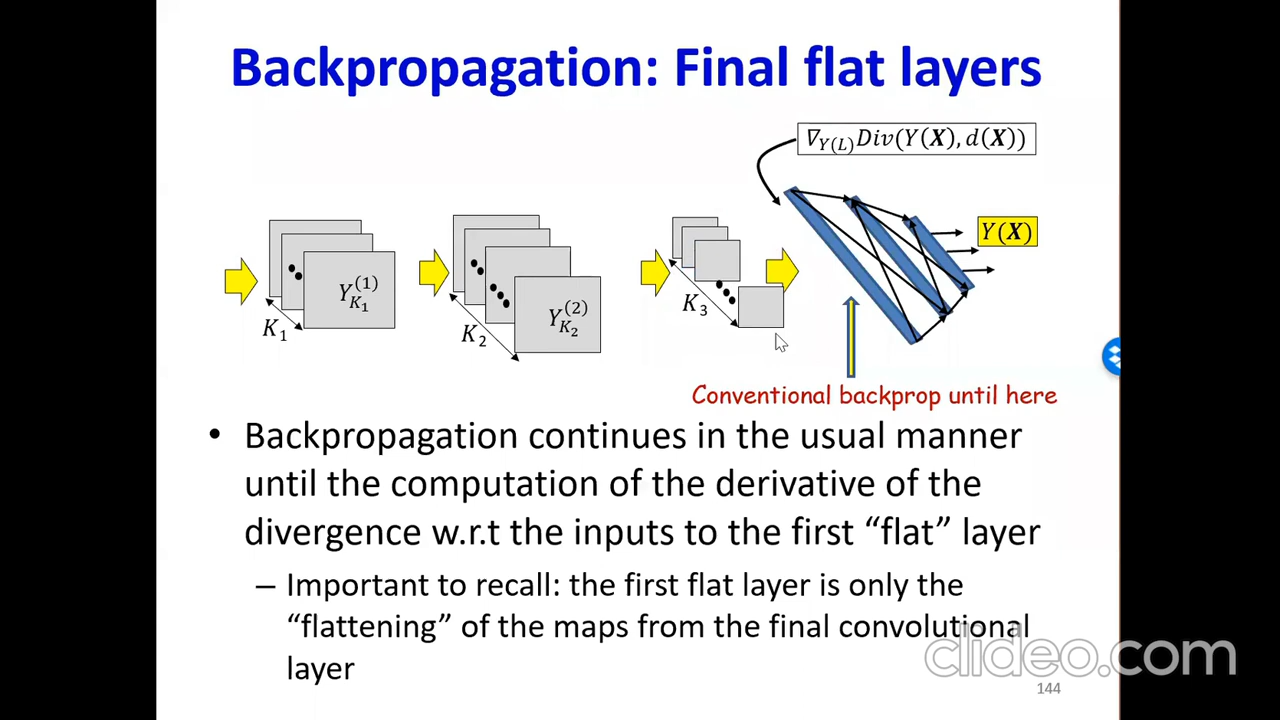 Backpropagation: Final flat layers
∇_{Y(L)}Div(Y(𝑿), d(𝑿))
Y(𝑿)
Y_{K_1}^{(1)}
Y_{K_2}^{(2)}
K_1
K_2
K_3
Conventional backprop until here
• Backpropagation continues in the usual manner
until the computation of the derivative of the
divergence w.r.t the inputs to the first “flat” layer
– Important to recall: the first flat layer is only the
“flattening” of the maps from the final convolutional
layer
clideo.com
144